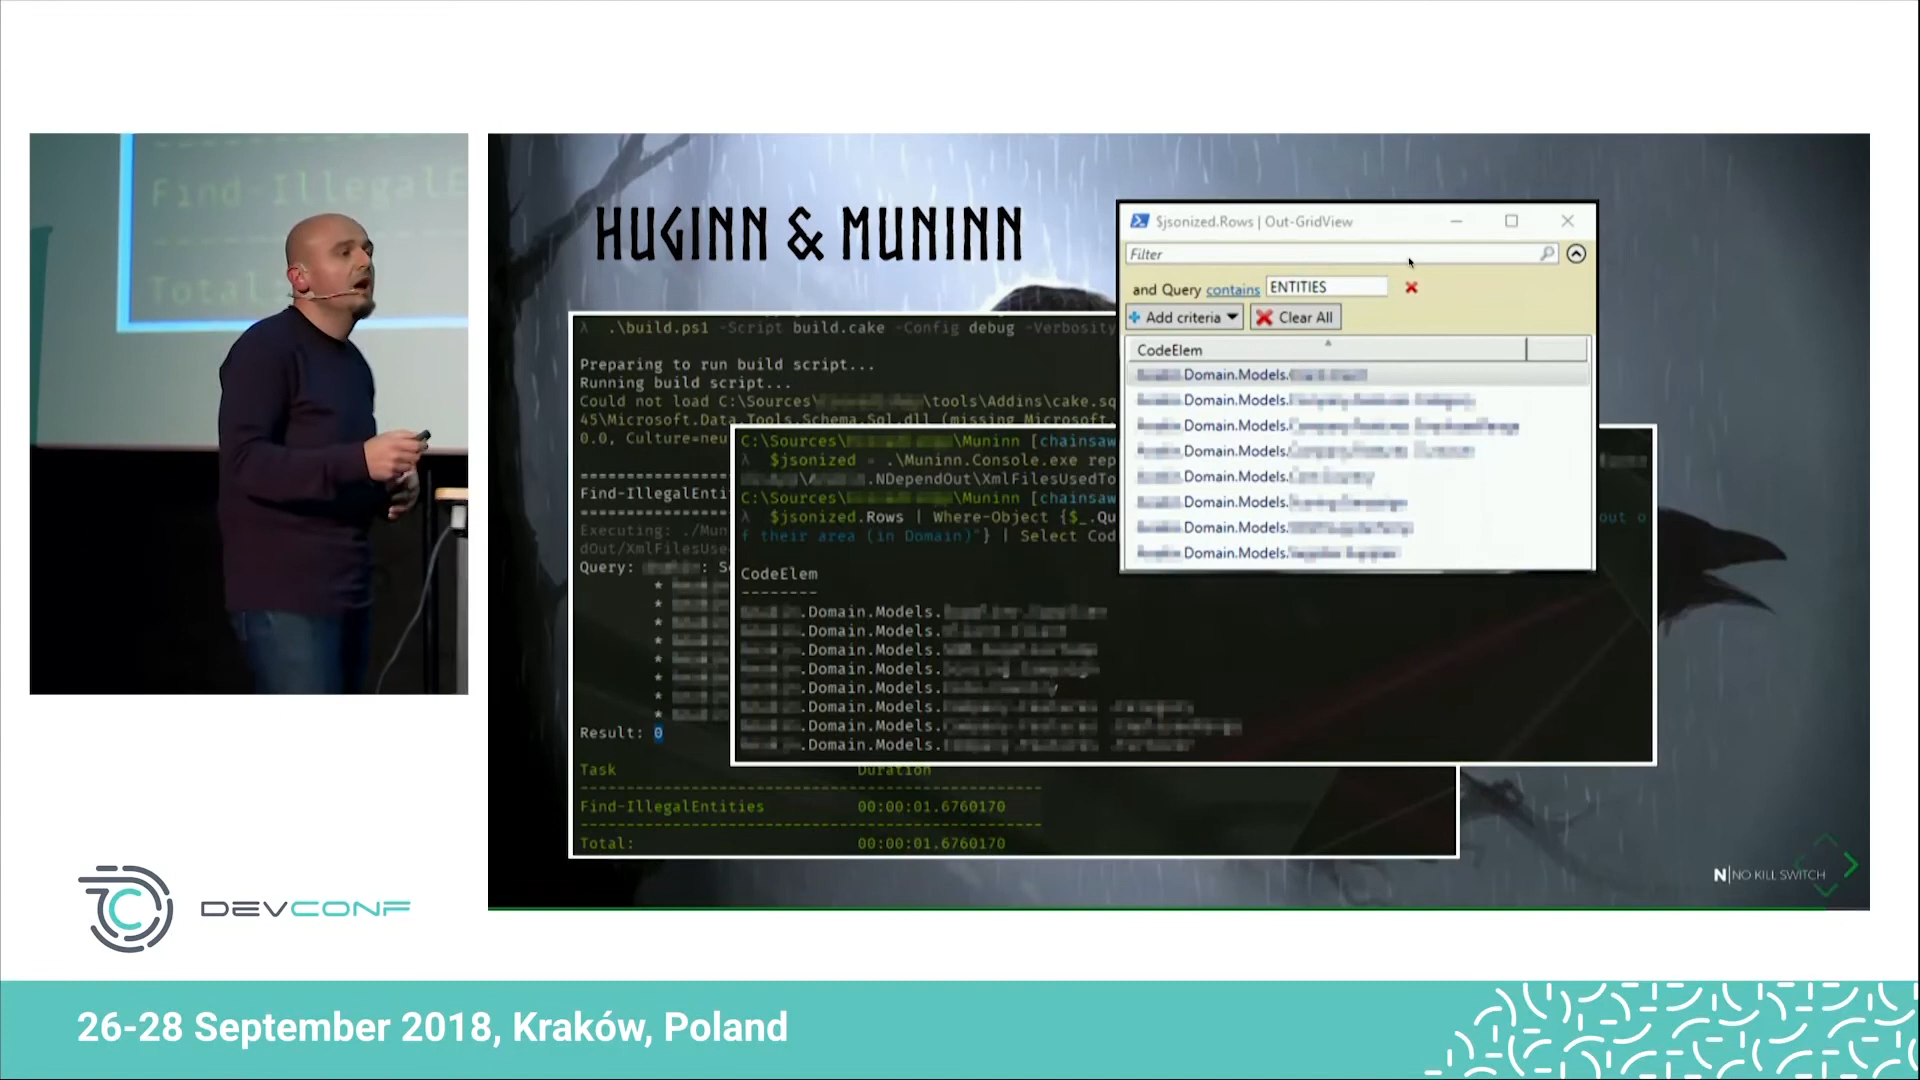 Find-IllegalE
Total:
HUGINN & MUNINN
λ .\build.ps1 -Script build.cake -Config debug -Verbosity
Preparing to run build script...
Running build script...
Could not load C:\Sources\ \tools\Addins\cake.sq
45\Microsoft.Data.Tools.Schema.Sql.dll (missing Microsoft.
0.0, Culture=neu
Find-IllegalEnti
Executing: ./Mun
dOut/XmlFilesUse
Query: : S
*
*
*
*
*
*
*
*
Result: 0
Task Duration
Find-IllegalEntities 00:00:01.6760170
Total: 00:00:01.6760170
C:\Sources\ \Muninn [chainsaw
λ $jsonized = .\Muninn.Console.exe rep
.NDependOut\XmlFilesUsedTo
C:\Sources\ \Muninn [chainsaw
λ $jsonized.Rows | Where-Object {$_.Qu
out o
f their area (in Domain)"} | Select Cod
CodeElem
--------
.Domain.Models.
.Domain.Models.
.Domain.Models.
.Domain.Models.
.Domain.Models.
.Domain.Models.
.Domain.Models.
.Domain.Models.
$jsonized.Rows | Out-GridView
Filter
and Query contains ENTITIES
Add criteria Clear All
CodeElem
Domain.Models.
Domain.Models.
Domain.Models.
Domain.Models.
Domain.Models.
Domain.Models.
Domain.Models.
Domain.Models.
N|NO KILL SWITCH
DEVCONF
26-28 September 2018, Kraków, Poland